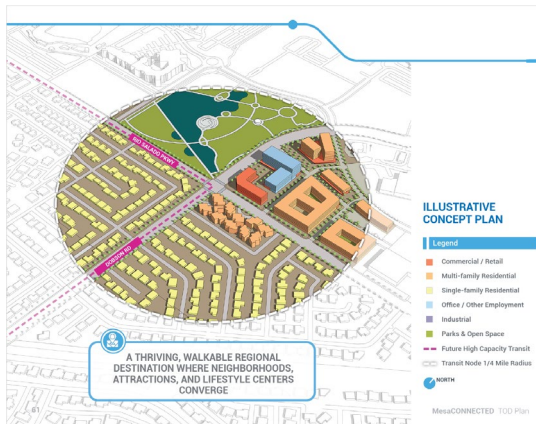 RIO SALADO PKWY
DOBSON RD
A THRIVING, WALKABLE REGIONAL
DESTINATION WHERE NEIGHBORHOODS,
ATTRACTIONS, AND LIFESTYLE CENTERS
CONVERGE
ILLUSTRATIVE
CONCEPT PLAN
Legend
Commercial / Retail
Multi-family Residential
Single-family Residential
Office / Other Employment
Industrial
Parks & Open Space
Future High Capacity Transit
Transit Node 1/4 Mile Radius
NORTH
61
MesaCONNECTED TOD Plan